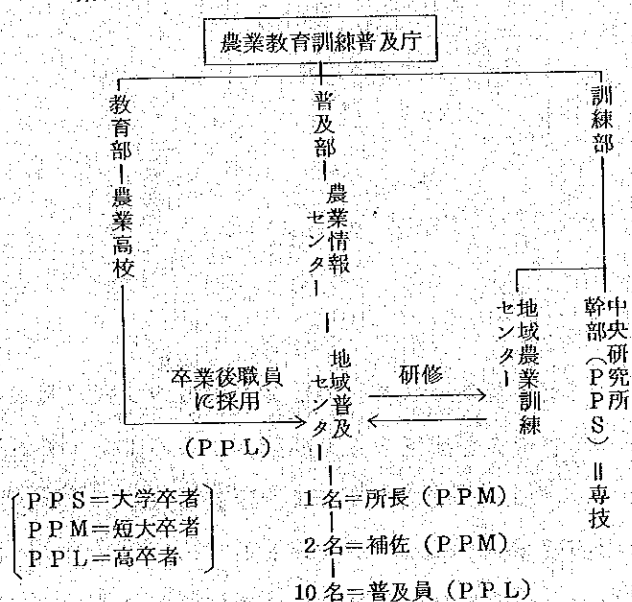 農業教育訓練普及庁
教育部
農業高校
普及部
農業情報
センター
地域普及
センター
訓練部
地域農業訓練
センター
中央研究所
幹部(PPS)=専技
卒業後職員
に採用
(PPL)
研修
PPS=大学卒者
PPM=短大卒者
PPL=高卒者
1名=所長(PPM)
2名=補佐(PPM)
10名=普及員(PPL)